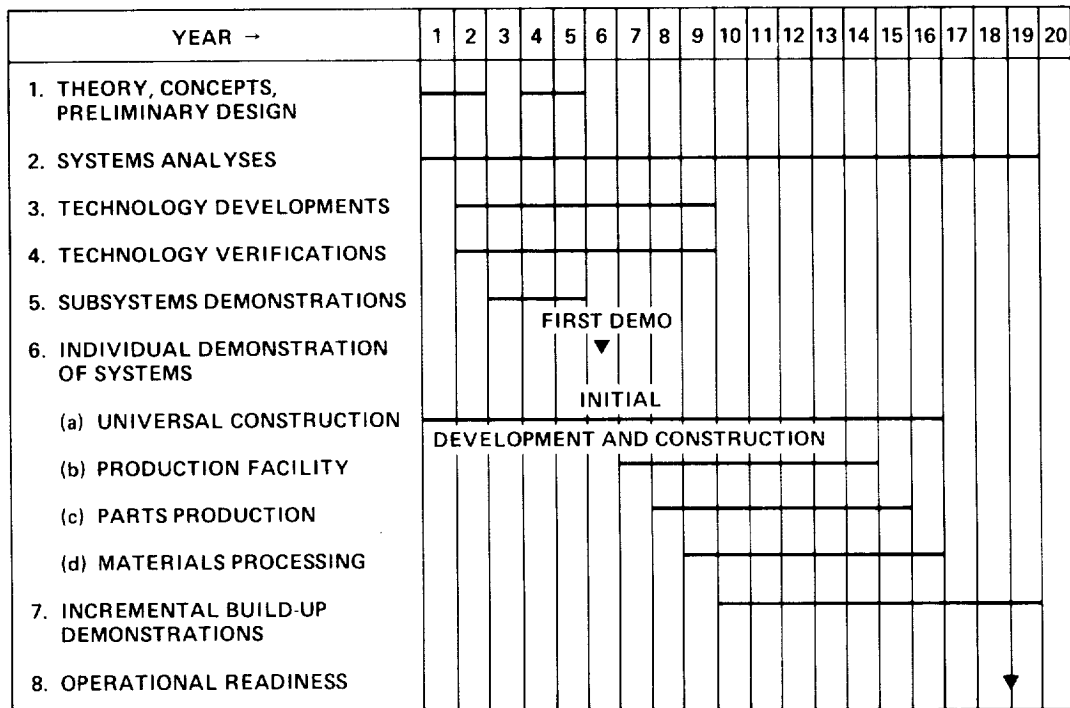 YEAR → 1 2 3 4 5 6 7 8 9 10 11 12 13 14 15 16 17 18 19 20
1. THEORY, CONCEPTS,
PRELIMINARY DESIGN
2. SYSTEMS ANALYSES
3. TECHNOLOGY DEVELOPMENTS
4. TECHNOLOGY VERIFICATIONS
5. SUBSYSTEMS DEMONSTRATIONS
FIRST DEMO
6. INDIVIDUAL DEMONSTRATION
OF SYSTEMS
INITIAL
(a) UNIVERSAL CONSTRUCTION
DEVELOPMENT AND CONSTRUCTION
(b) PRODUCTION FACILITY
(c) PARTS PRODUCTION
(d) MATERIALS PROCESSING
7. INCREMENTAL BUILD-UP
DEMONSTRATIONS
8. OPERATIONAL READINESS